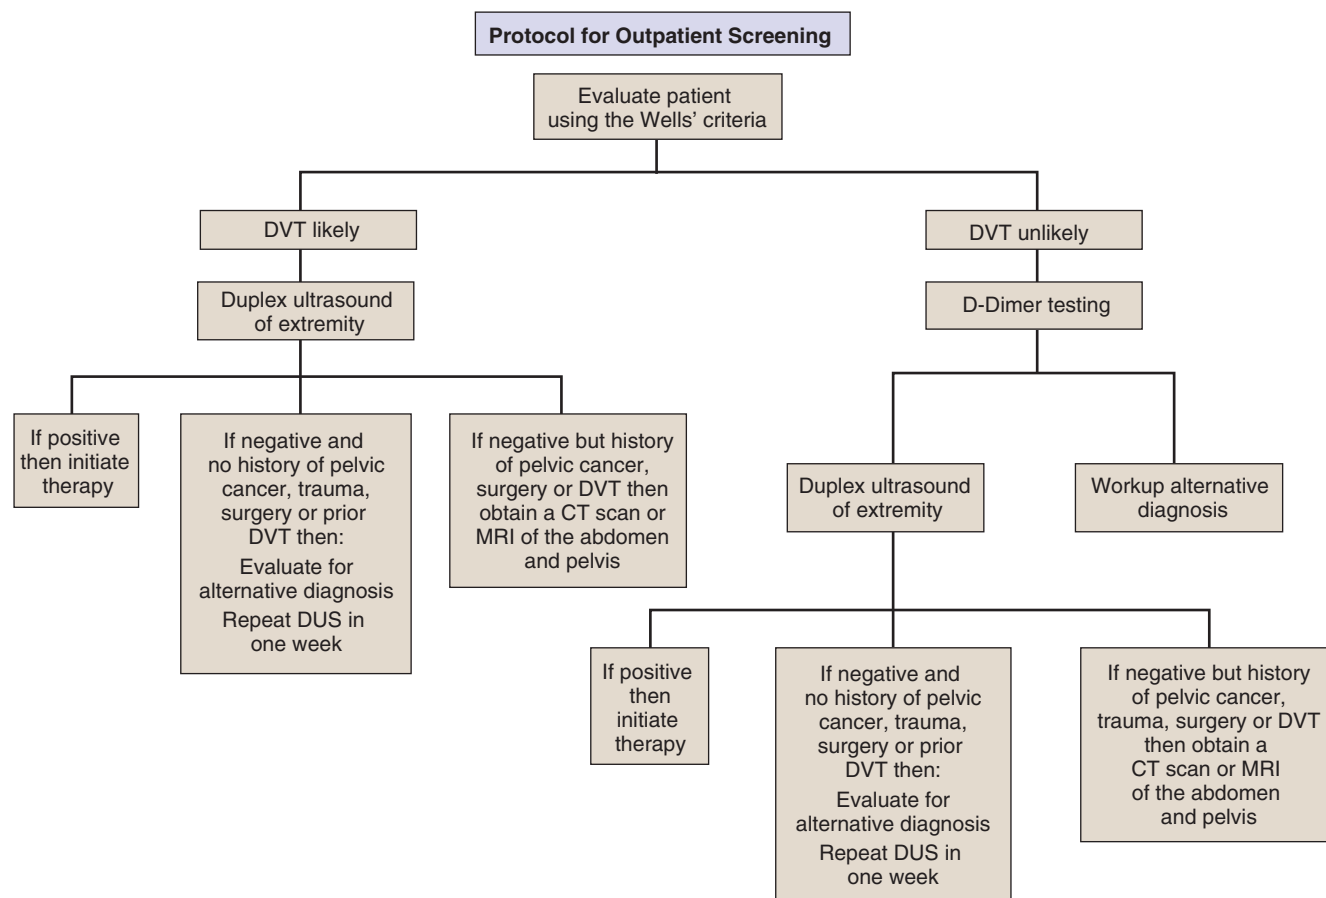 Protocol for Outpatient Screening
Evaluate patient
using the Wells’ criteria
DVT likely
DVT unlikely
Duplex ultrasound
of extremity
D-Dimer testing
If positive
then initiate
therapy
If negative and
no history of pelvic
cancer, trauma,
surgery or prior
DVT then:
Evaluate for
alternative diagnosis
Repeat DUS in
one week
If negative but history
of pelvic cancer,
surgery or DVT then
obtain a CT scan or
MRI of the abdomen
and pelvis
Duplex ultrasound
of extremity
Workup alternative
diagnosis
If positive
then
initiate
therapy
If negative and
no history of pelvic
cancer, trauma,
surgery or prior
DVT then:
Evaluate for
alternative diagnosis
Repeat DUS in
one week
If negative but history
of pelvic cancer,
trauma, surgery or DVT
then obtain a
CT scan or MRI
of the abdomen
and pelvis